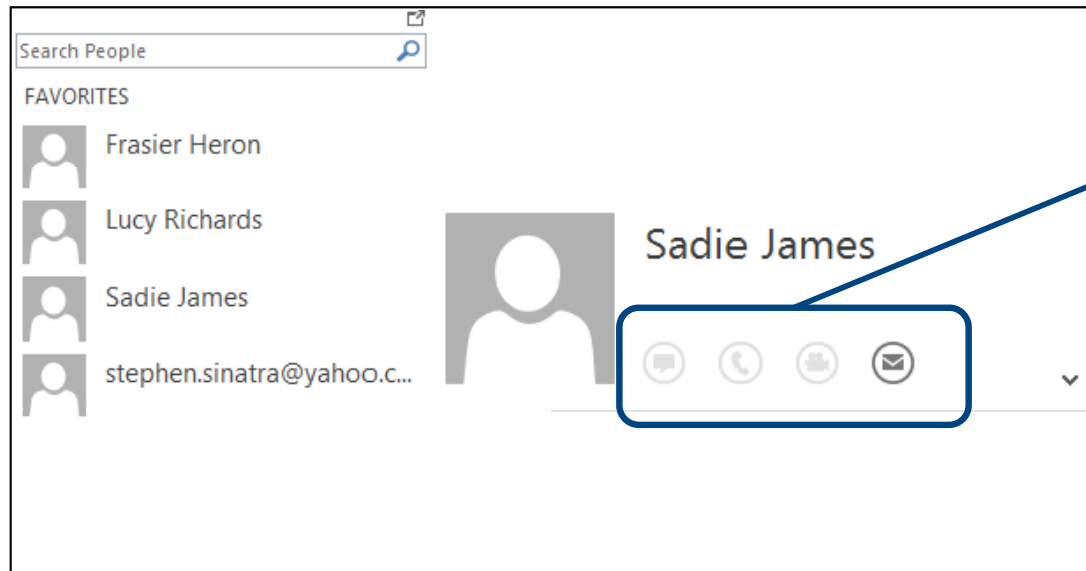 Search People
FAVORITES
Frasier Heron
Lucy Richards
Sadie James
stephen.sinatra@yahoo.c...
Sadie James